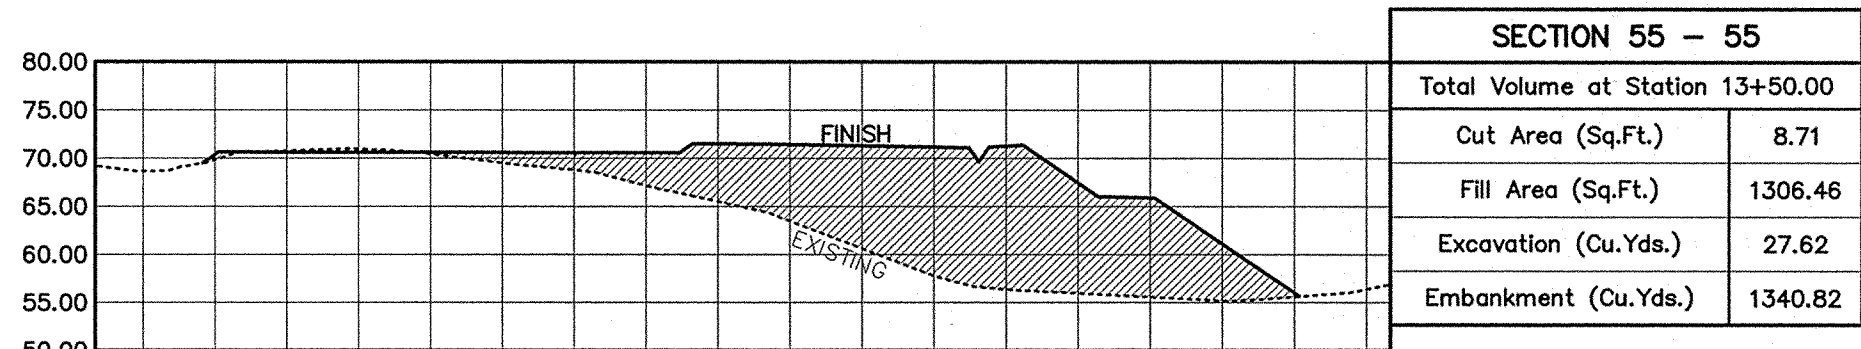 SECTION 55 - 55
80.00
Total Volume at Station 13+50.00
75.00
FINISH
Cut Area (Sq.Ft.) 8.71
70.00
Fill Area (Sq.Ft.) 1306.46
65.00
EXISTING
Excavation (Cu.Yds.) 27.62
60.00
Embankment (Cu.Yds.) 1340.82
55.00
50.00